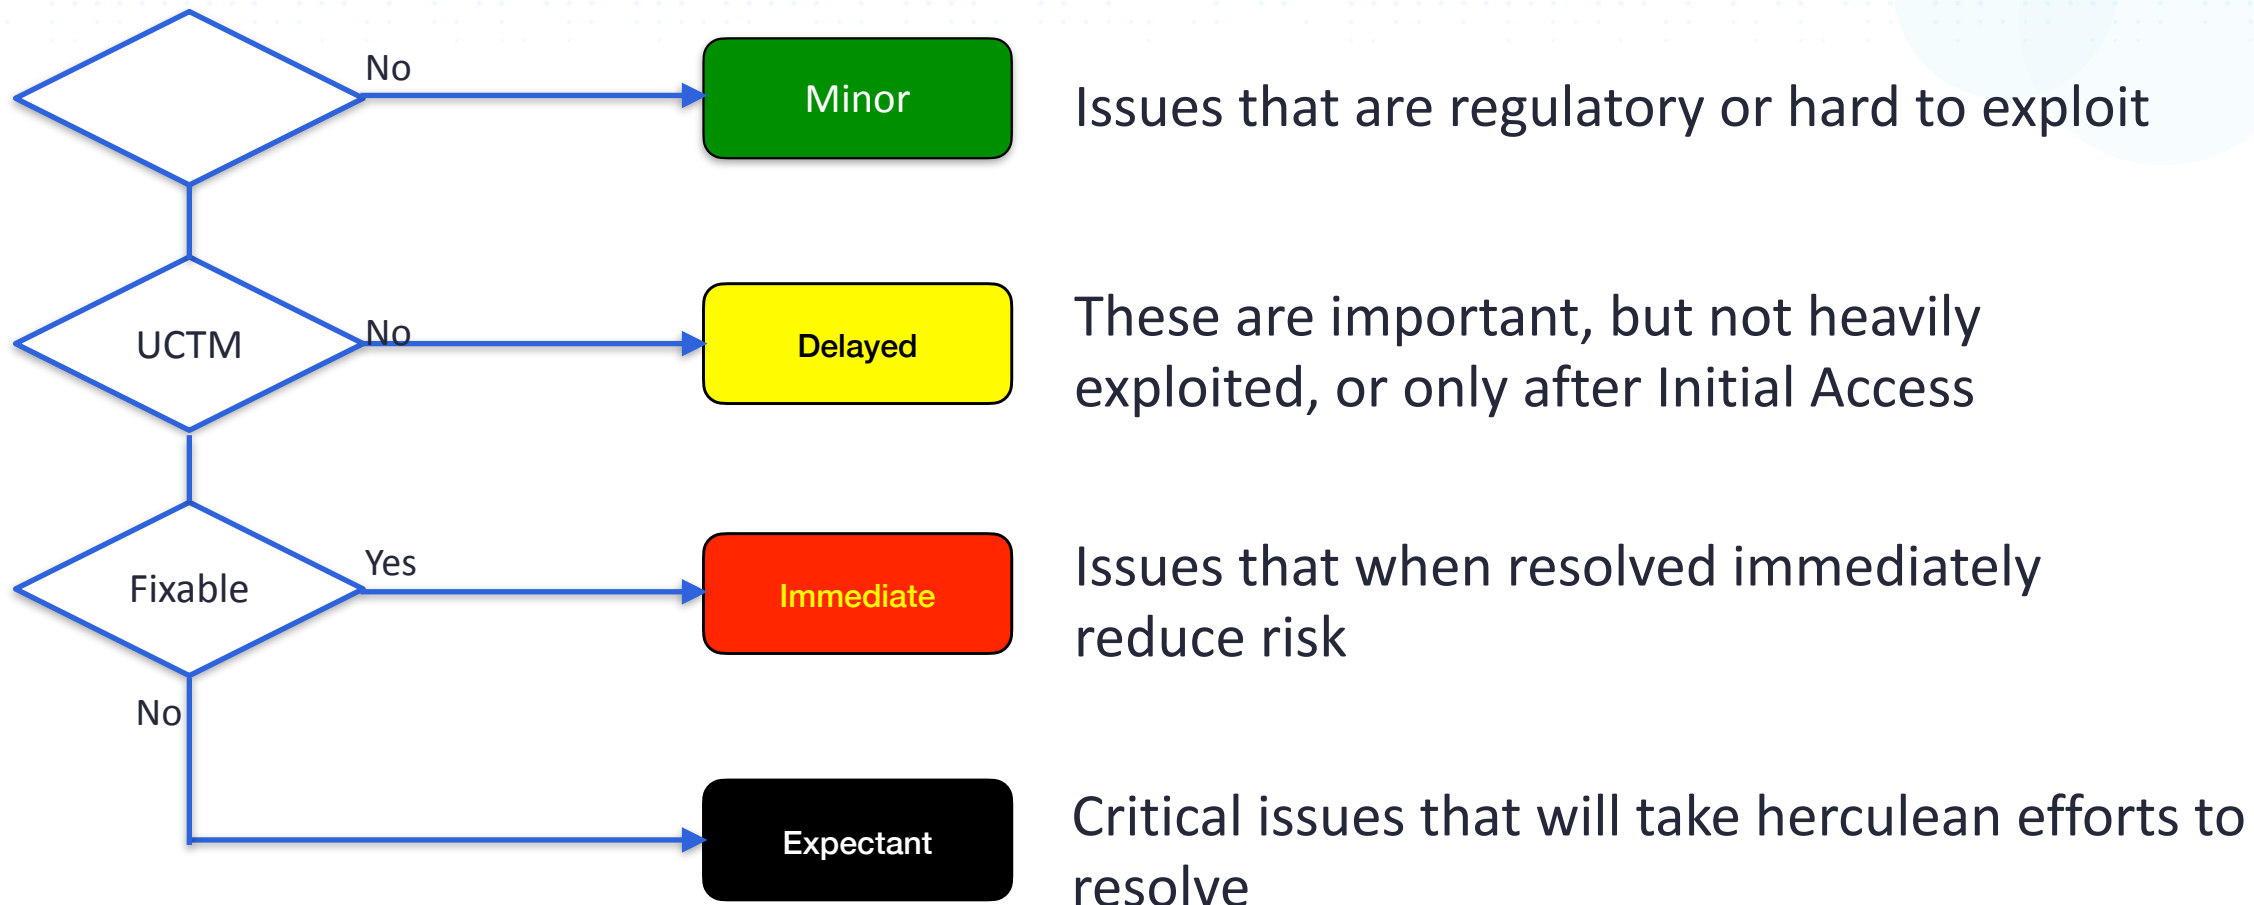 No
Minor
Issues that are regulatory or hard to exploit
UCTM
No
Delayed
These are important, but not heavily
exploited, or only after Initial Access
Fixable
Yes
Immediate
Issues that when resolved immediately
reduce risk
No
Expectant
Critical issues that will take herculean efforts to
resolve